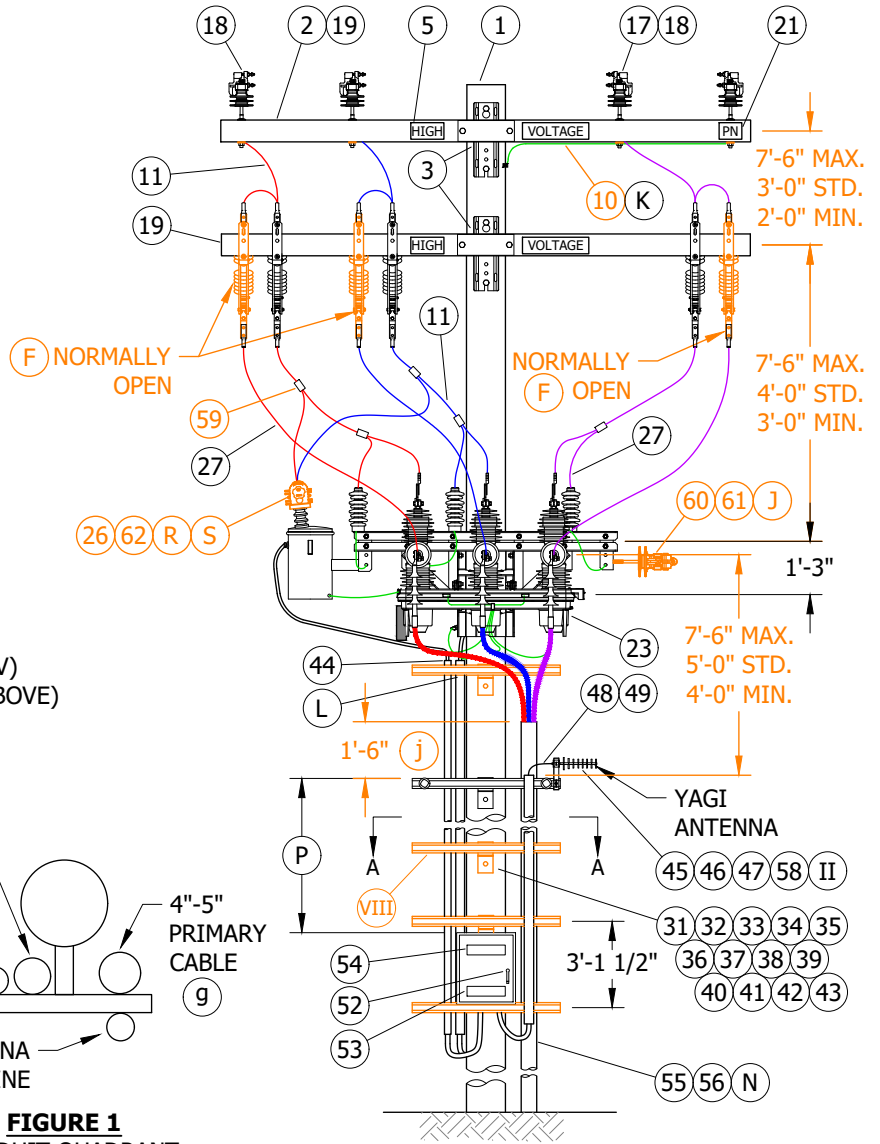 18 2 19 5 1 17 18 21
HIGH VOLTAGE PN
7'-6" MAX.
3'-0" STD.
2'-0" MIN.
11 3 10 K
19
HIGH VOLTAGE
F NORMALLY
OPEN
11
NORMALLY
F OPEN
7'-6" MAX.
4'-0" STD.
3'-0" MIN.
59
27
27
26 62 R S
60 61 J
1'-3"
7'-6" MAX.
5'-0" STD.
4'-0" MIN.
23
44
L
48 49
V)
BOVE)
1'-6" j
YAGI
ANTENNA
P
A A
45 46 47 58 II
VIII
31 32 33 34 35
36 37 38 39
40 41 42 43
4"-5"
PRIMARY
CABLE
g
54
52
53
3'-1 1/2"
NA
INE
55 56 N
FIGURE 1
DUIT QUADRANT